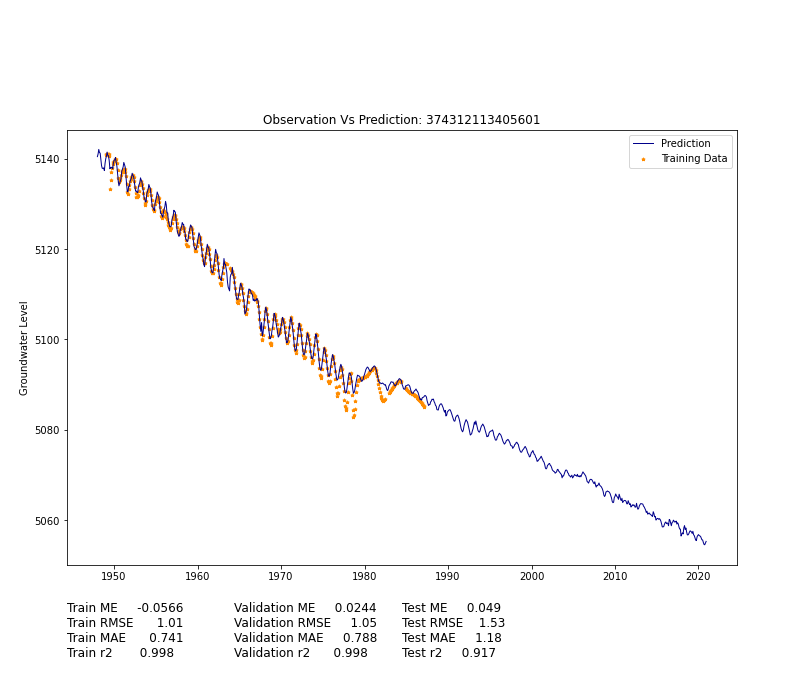 Observation Vs Prediction: 374312113405601
Prediction
Training Data
Groundwater Level
5140
5120
5100
5080
5060
1950 1960 1970 1980 1990 2000 2010 2020
Train ME -0.0566 Validation ME 0.0244 Test ME 0.049
Train RMSE 1.01 Validation RMSE 1.05 Test RMSE 1.53
Train MAE 0.741 Validation MAE 0.788 Test MAE 1.18
Train r2 0.998 Validation r2 0.998 Test r2 0.917